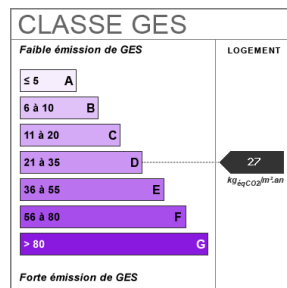 CLASSE GES
Faible émission de GES
LOGEMENT
≤ 5 A
6 à 10 B
11 à 20 C
21 à 35 D
27
kgéqCO2/m².an
36 à 55 E
56 à 80 F
> 80 G
Forte émission de GES